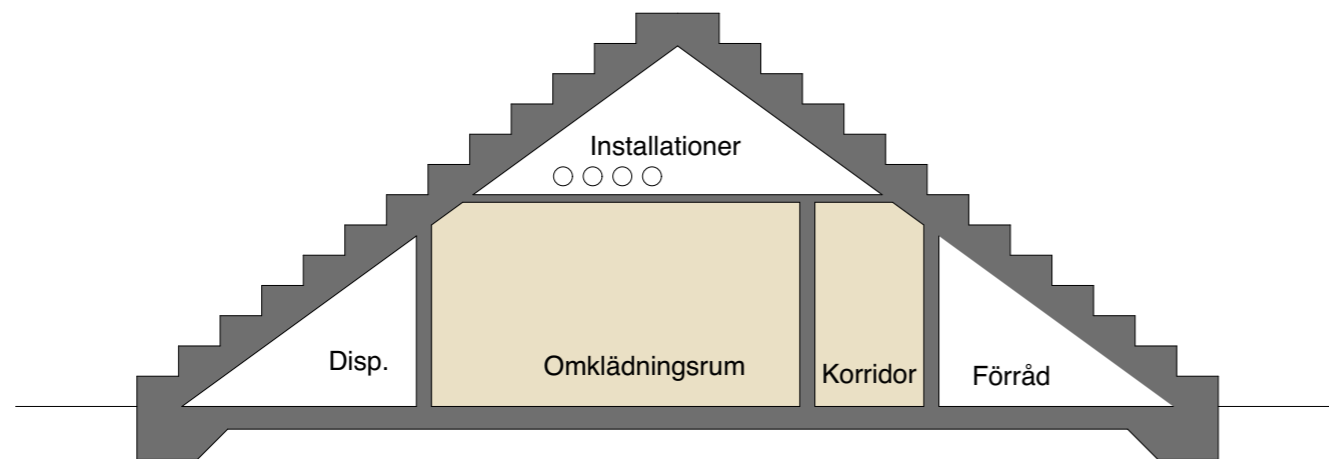 Installationer
Disp.
Omklädningsrum
Korridor
Förråd